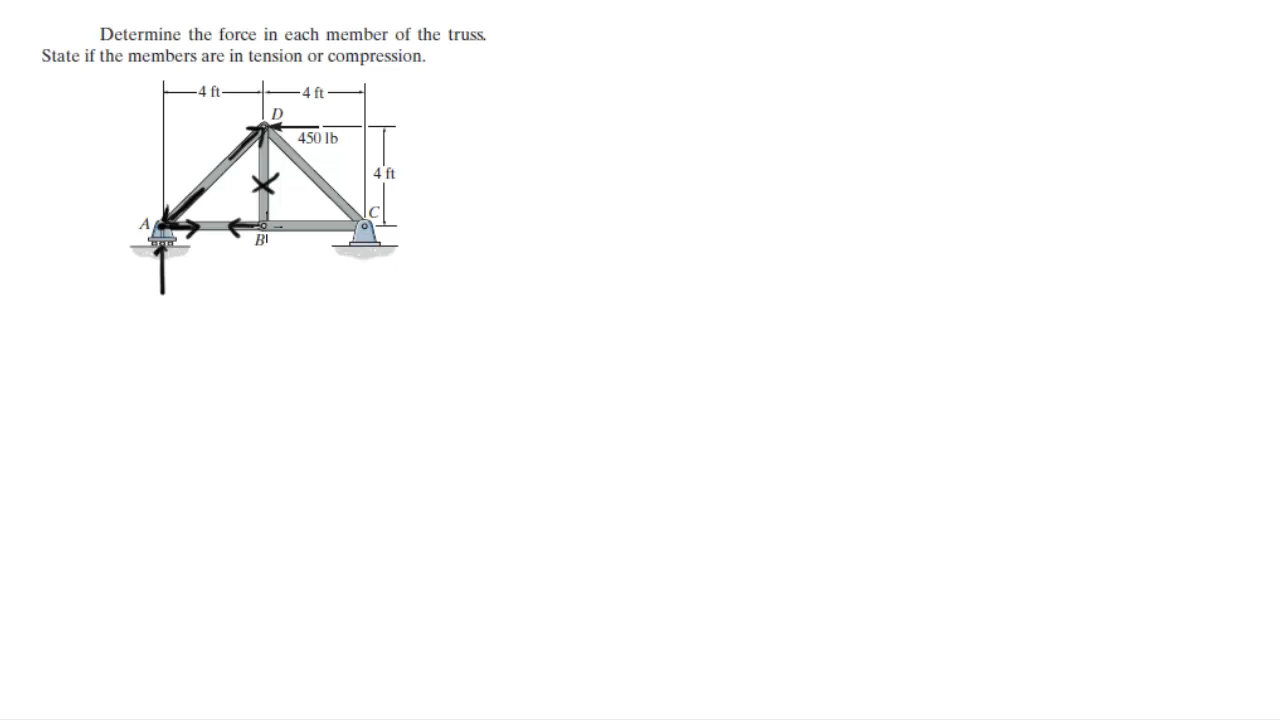 Determine the force in each member of the truss.
State if the members are in tension or compression.
4 ft
4 ft
D
450 lb
4 ft
A
C
B